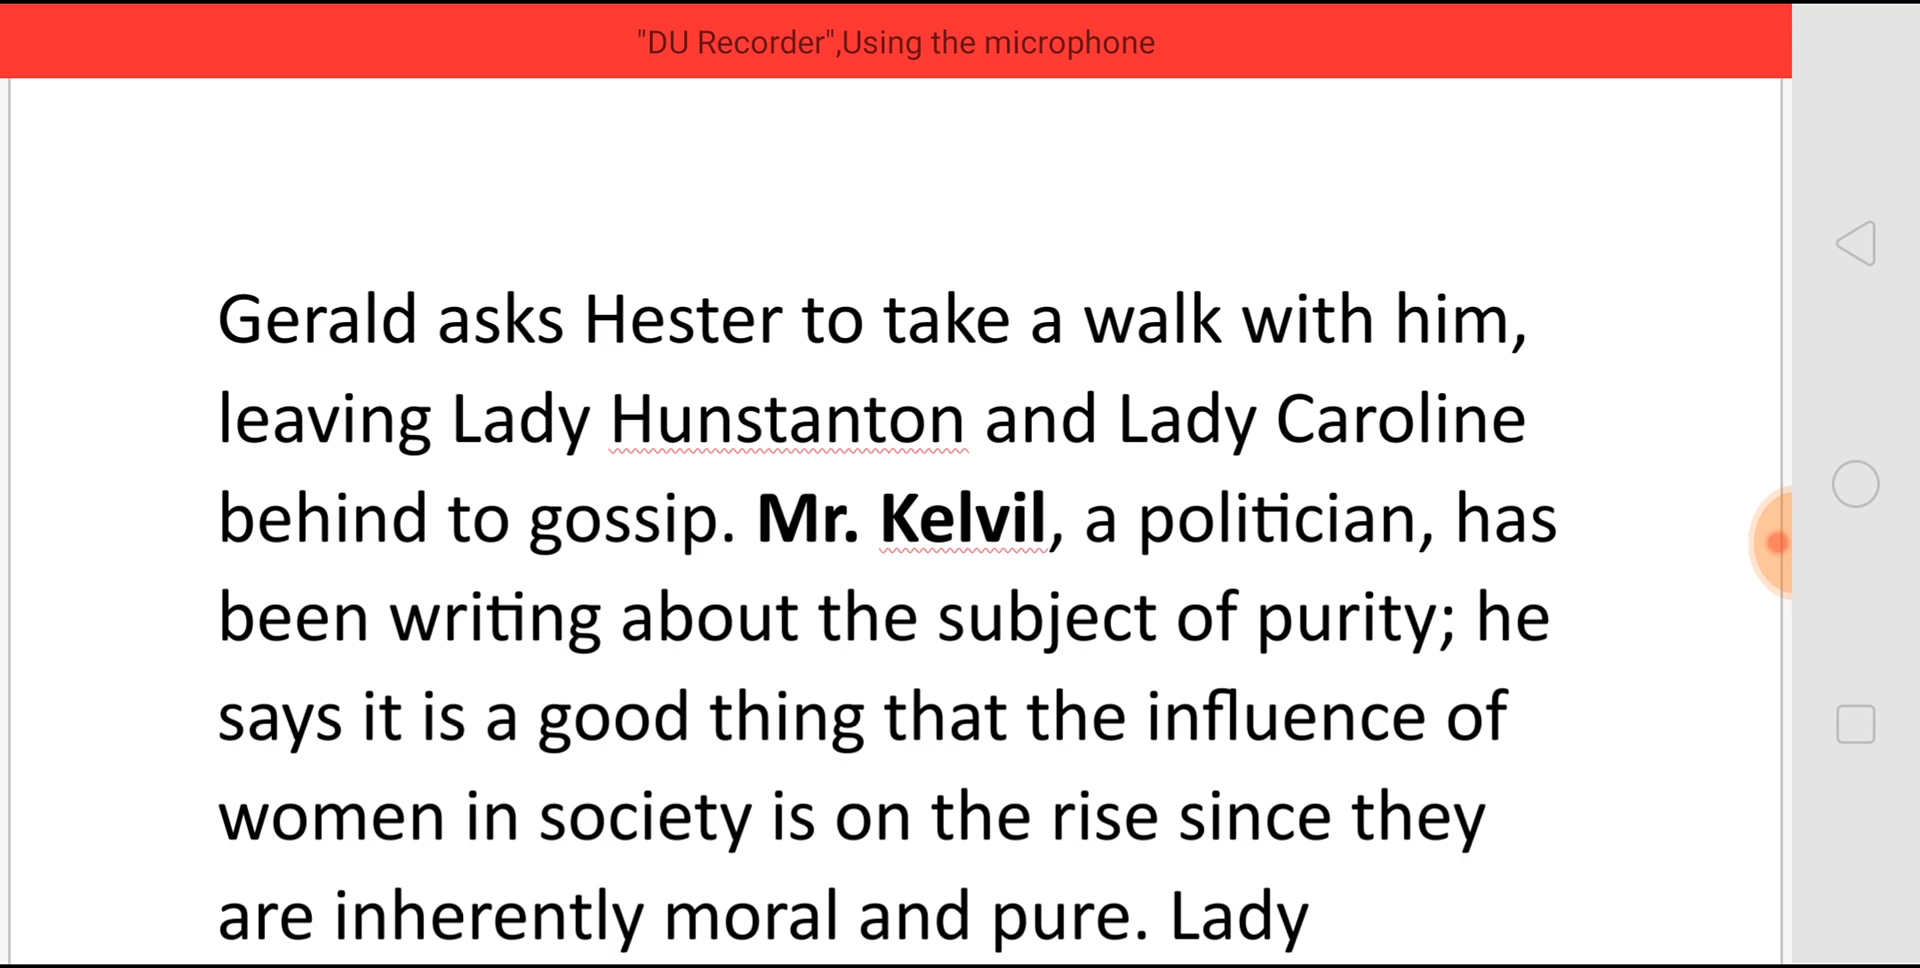 "DU Recorder",Using the microphone
Gerald asks Hester to take a walk with him,
leaving Lady Hunstanton and Lady Caroline
behind to gossip. Mr. Kelvil, a politician, has
been writing about the subject of purity; he
says it is a good thing that the influence of
women in society is on the rise since they
are inherently moral and pure. Lady